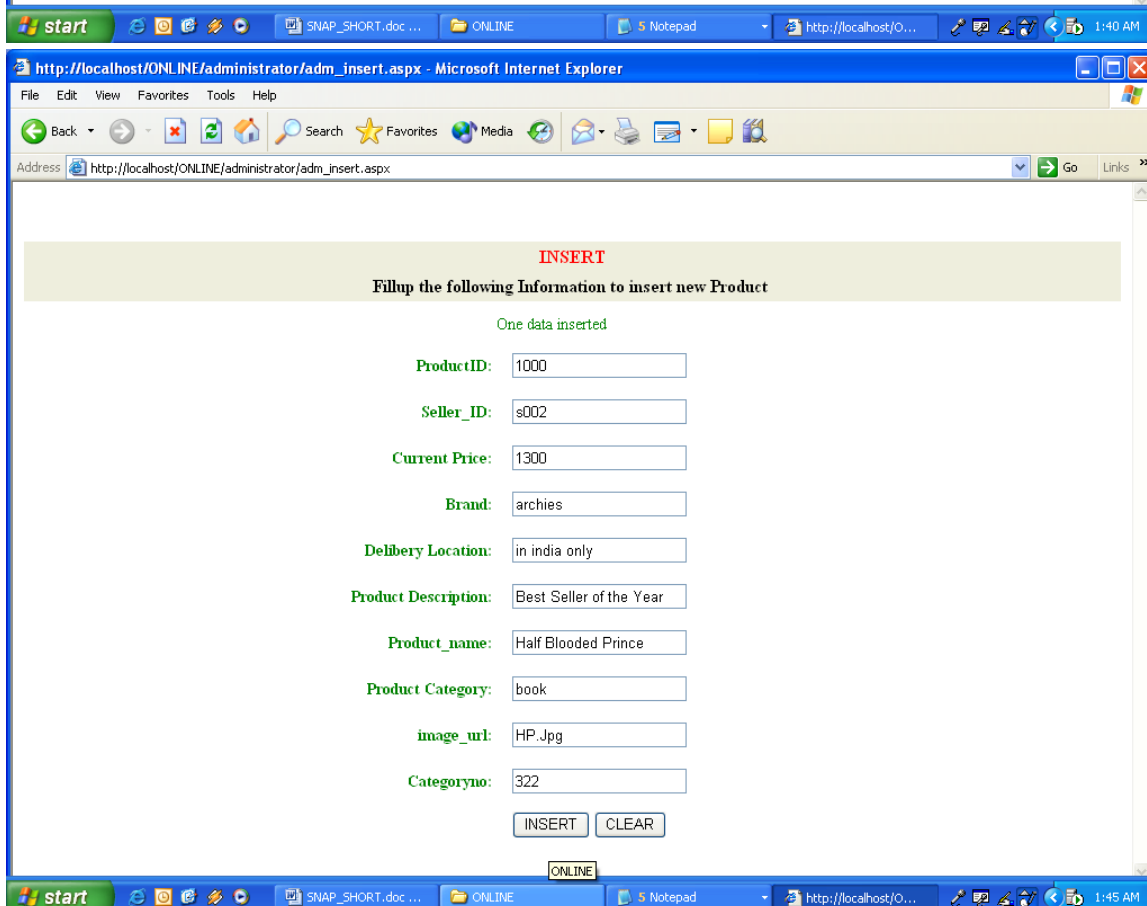 start SNAP_SHORT.doc ... ONLINE 5 Notepad http://localhost/O... 1:40 AM
http://localhost/ONLINE/administrator/adm_insert.aspx - Microsoft Internet Explorer
File Edit View Favorites Tools Help
Back Search Favorites Media
Address http://localhost/ONLINE/administrator/adm_insert.aspx Go Links »
INSERT
Fillup the following Information to insert new Product
One data inserted
ProductID: 1000
Seller_ID: s002
Current Price: 1300
Brand: archies
Delibery Location: in india only
Product Description: Best Seller of the Year
Product_name: Half Blooded Prince
Product Category: book
image_url: HP.Jpg
Categoryno: 322
INSERT CLEAR
ONLINE
start SNAP_SHORT.doc ... ONLINE 5 Notepad http://localhost/O... 1:45 AM